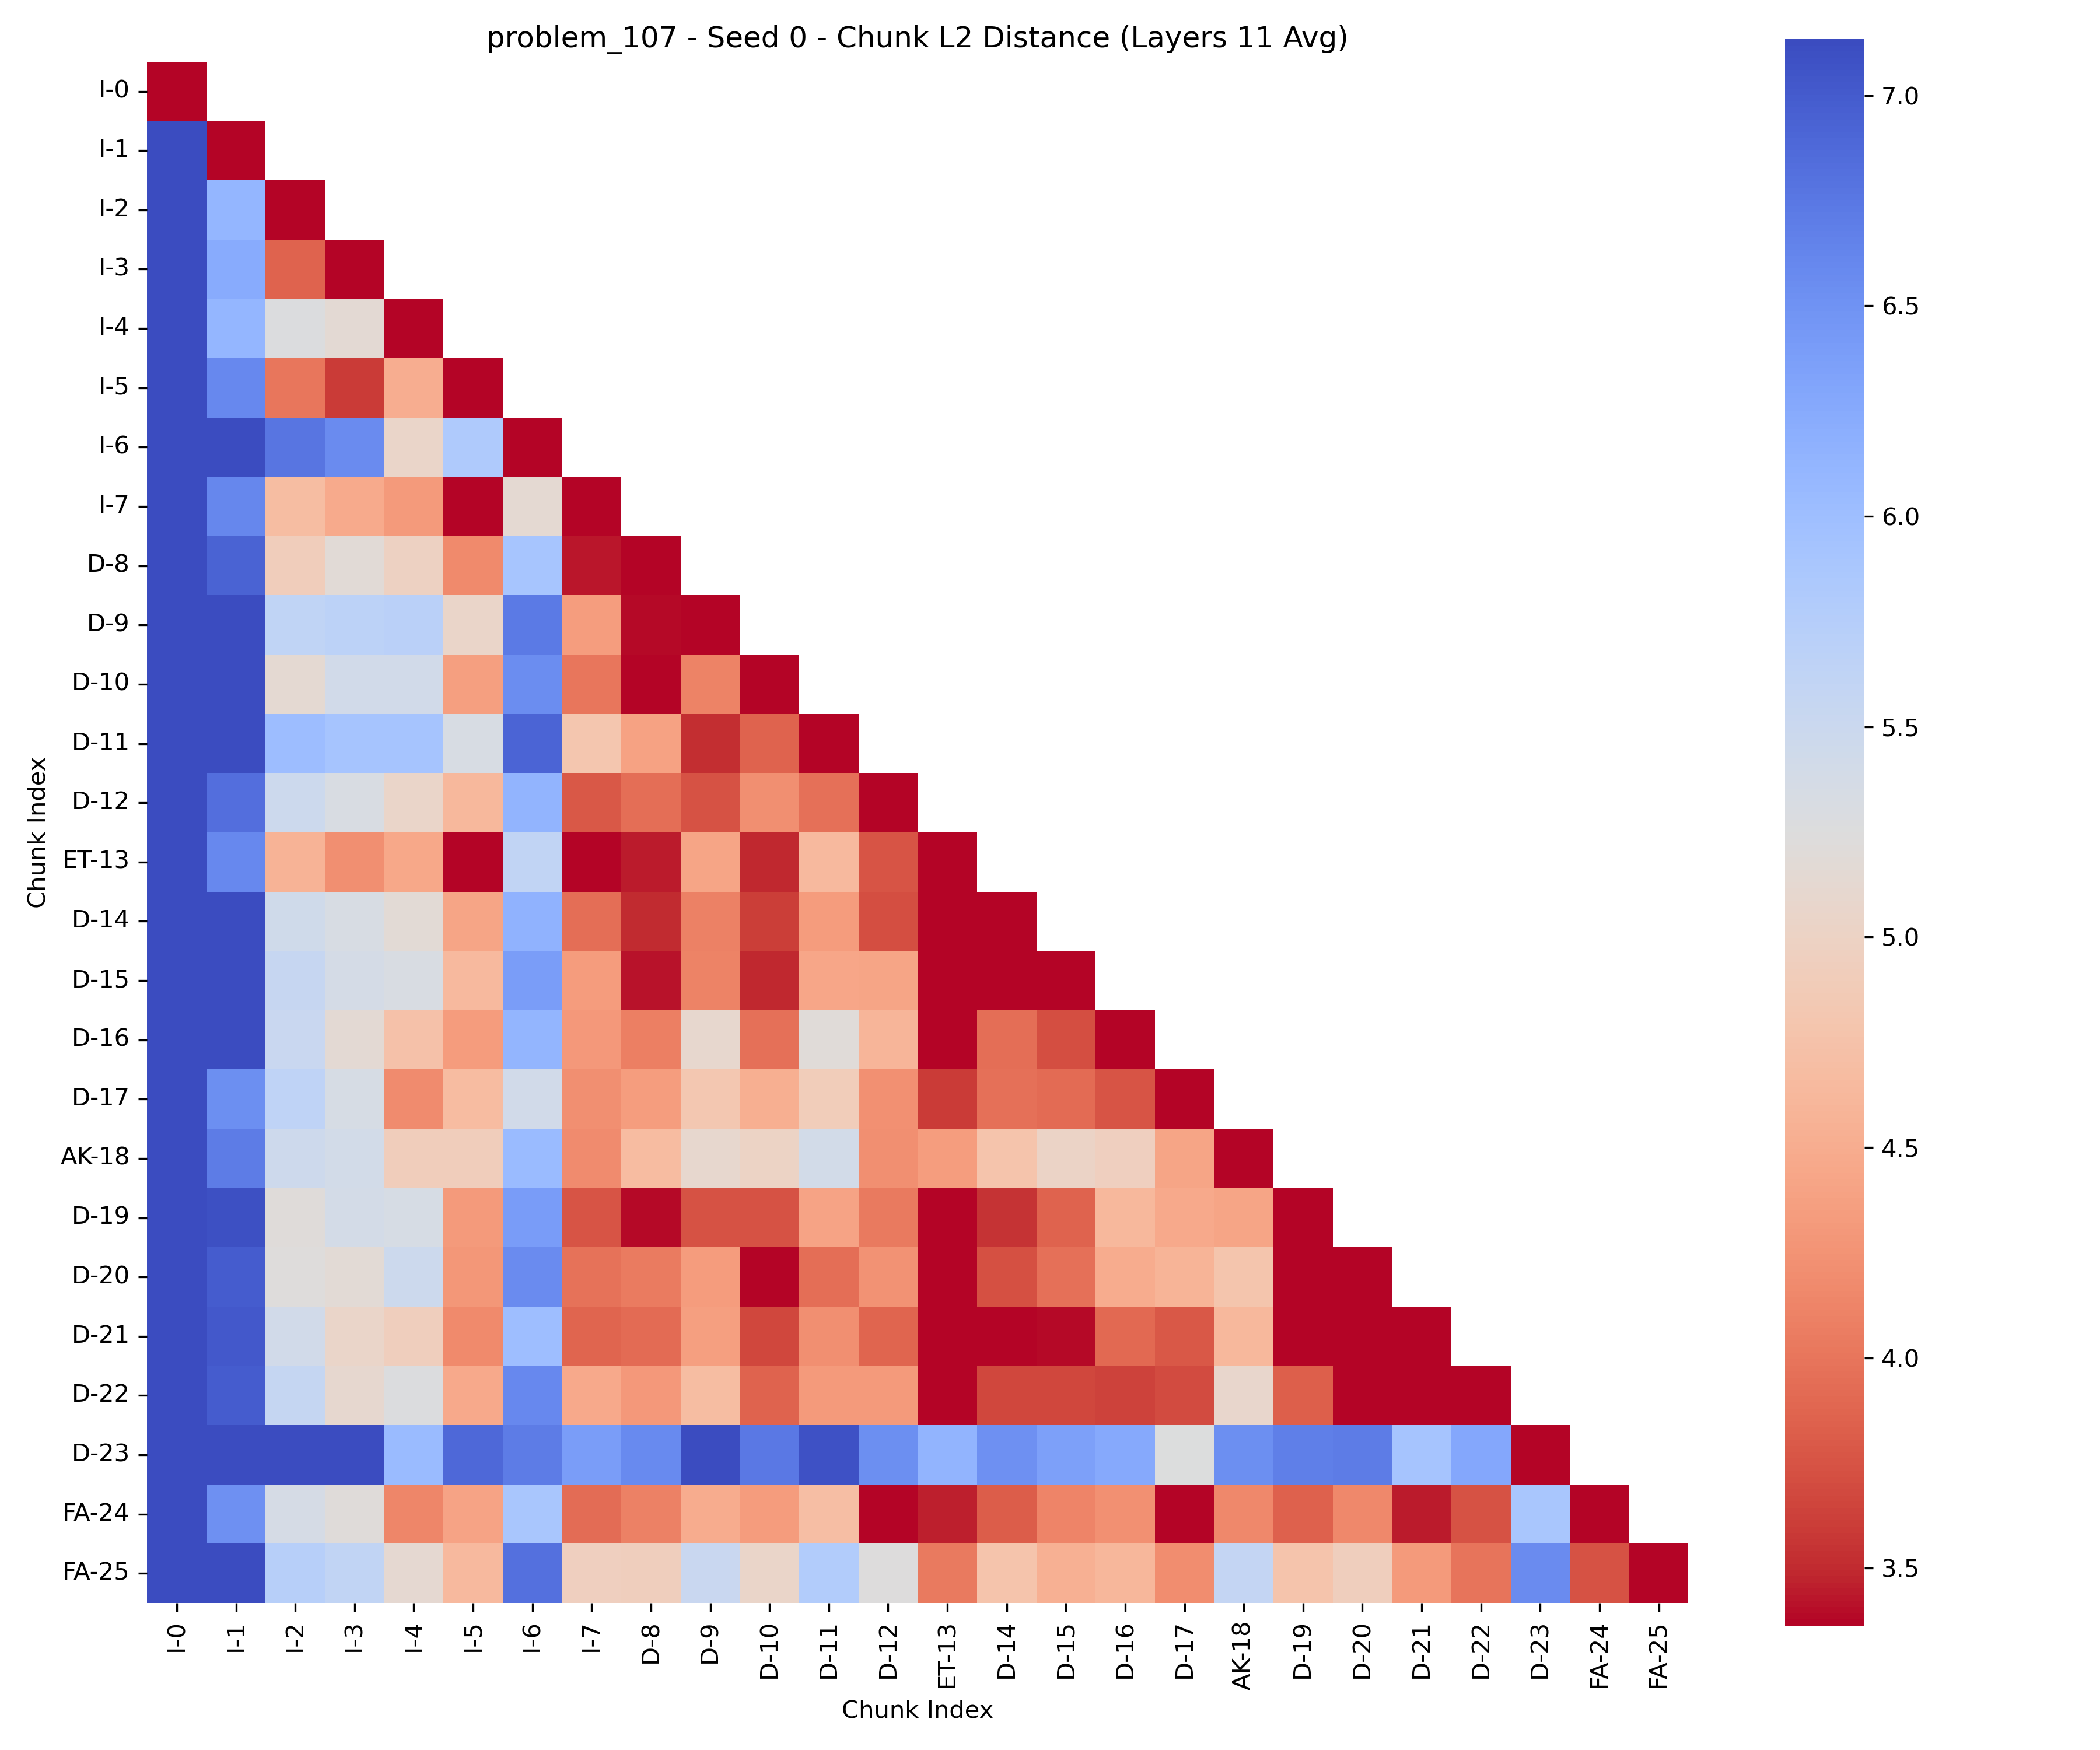 problem_107 - Seed 0 - Chunk L2 Distance (Layers 11 Avg)
Chunk Index
I-0
I-1
I-2
I-3
I-4
I-5
I-6
I-7
D-8
D-9
D-10
D-11
D-12
ET-13
D-14
D-15
D-16
D-17
AK-18
D-19
D-20
D-21
D-22
D-23
FA-24
FA-25
I-0
I-1
I-2
I-3
I-4
I-5
I-6
I-7
D-8
D-9
D-10
D-11
D-12
ET-13
D-14
D-15
D-16
D-17
AK-18
D-19
D-20
D-21
D-22
D-23
FA-24
FA-25
Chunk Index
7.0
6.5
6.0
5.5
5.0
4.5
4.0
3.5